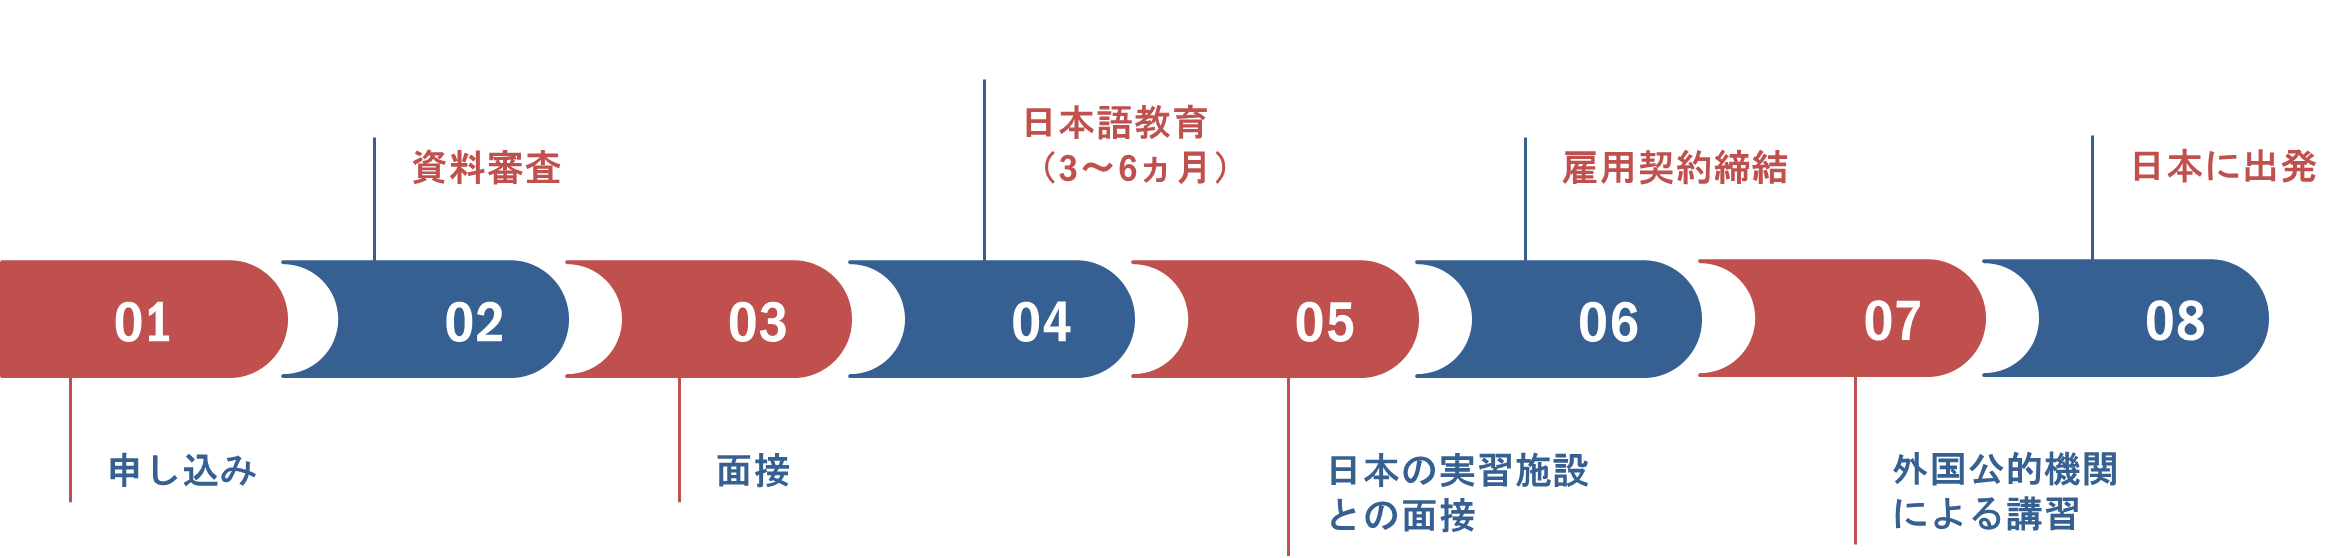 01
申し込み
02
資料審査
03
面接
04
日本語教育
（3～6ヵ月）
05
日本の実習施設
との面接
06
雇用契約締結
07
外国公的機関
による講習
08
日本に出発